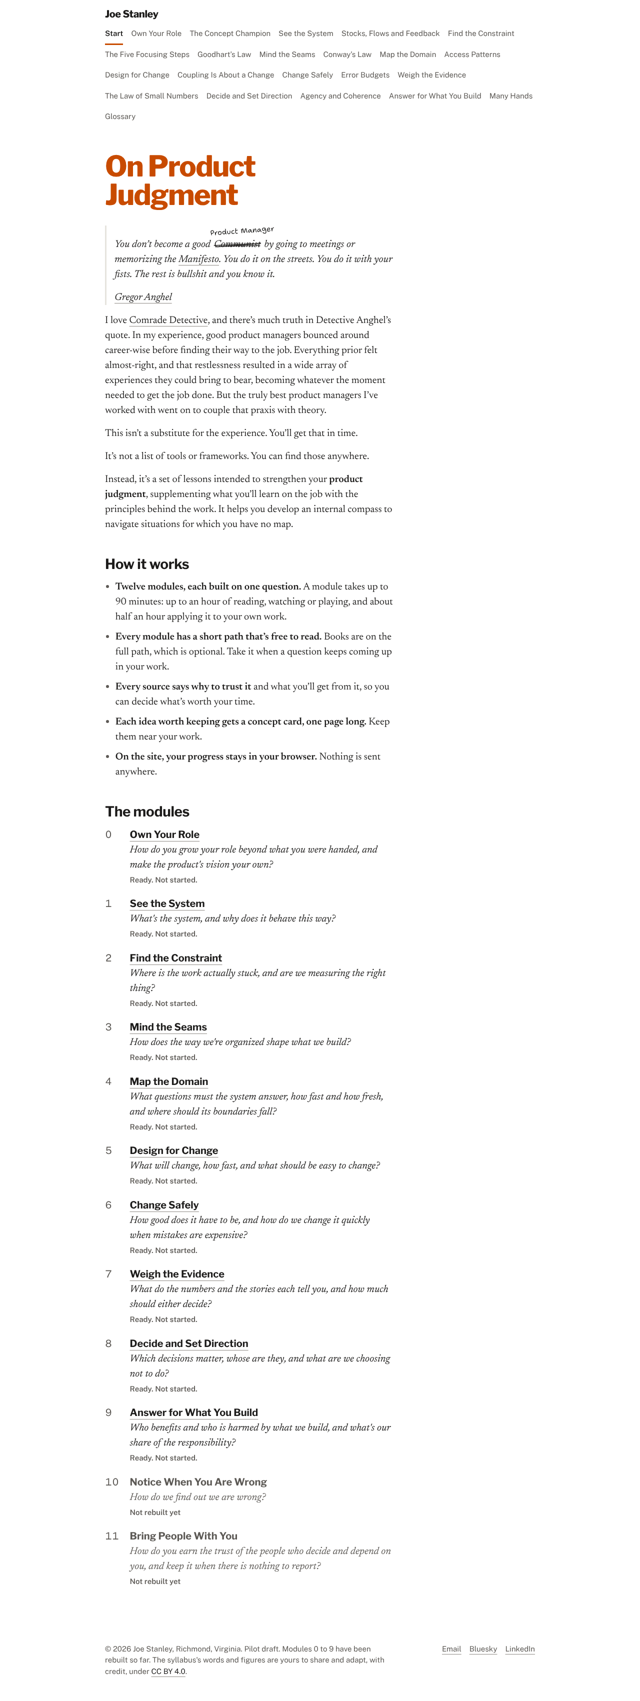 Joe Stanley
Start Own Your Role The Concept Champion See the System Stocks, Flows and Feedback Find the Constraint
The Five Focusing Steps Goodhart's Law Mind the Seams Conway's Law Map the Domain Access Patterns
Design for Change Coupling Is About a Change Change Safely Error Budgets Weigh the Evidence
The Law of Small Numbers Decide and Set Direction Agency and Coherence Answer for What You Build Many Hands
Glossary
On Product
Judgment
Product Manager
You don't become a good Communist by going to meetings or
memorizing the Manifesto. You do it on the streets. You do it with your
fists. The rest is bullshit and you know it.
Gregor Anghel
I love Comrade Detective, and there's much truth in Detective Anghel's
quote. In my experience, good product managers bounced around
career-wise before finding their way to the job. Everything prior felt
almost-right, and that restlessness resulted in a wide array of
experiences they could bring to bear, becoming whatever the moment
needed to get the job done. But the truly best product managers I've
worked with went on to couple that praxis with theory.
This isn't a substitute for the experience. You'll get that in time.
It's not a list of tools or frameworks. You can find those anywhere.
Instead, it's a set of lessons intended to strengthen your product
judgment, supplementing what you'll learn on the job with the
principles behind the work. It helps you develop an internal compass to
navigate situations for which you have no map.
How it works
Twelve modules, each built on one question. A module takes up to
90 minutes: up to an hour of reading, watching or playing, and about
half an hour applying it to your own work.
Every module has a short path that's free to read. Books are on the
full path, which is optional. Take it when a question keeps coming up
in your work.
Every source says why to trust it and what you'll get from it, so you
can decide what's worth your time.
Each idea worth keeping gets a concept card, one page long. Keep
them near your work.
On the site, your progress stays in your browser. Nothing is sent
anywhere.
The modules
0 Own Your Role
How do you grow your role beyond what you were handed, and
make the product's vision your own?
Ready. Not started.
1 See the System
What's the system, and why does it behave this way?
Ready. Not started.
2 Find the Constraint
Where is the work actually stuck, and are we measuring the right
thing?
Ready. Not started.
3 Mind the Seams
How does the way we're organized shape what we build?
Ready. Not started.
4 Map the Domain
What questions must the system answer, how fast and how fresh,
and where should its boundaries fall?
Ready. Not started.
5 Design for Change
What will change, how fast, and what should be easy to change?
Ready. Not started.
6 Change Safely
How good does it have to be, and how do we change it quickly
when mistakes are expensive?
Ready. Not started.
7 Weigh the Evidence
What do the numbers and the stories each tell you, and how much
should either decide?
Ready. Not started.
8 Decide and Set Direction
Which decisions matter, whose are they, and what are we choosing
not to do?
Ready. Not started.
9 Answer for What You Build
Who benefits and who is harmed by what we build, and what's our
share of the responsibility?
Ready. Not started.
10 Notice When You Are Wrong
How do we find out we are wrong?
Not rebuilt yet
11 Bring People With You
How do you earn the trust of the people who decide and depend on
you, and keep it when there is nothing to report?
Not rebuilt yet
© 2026 Joe Stanley, Richmond, Virginia. Pilot draft. Modules 0 to 9 have been
rebuilt so far. The syllabus's words and figures are yours to share and adapt, with
credit, under CC BY 4.0.
Email Bluesky LinkedIn